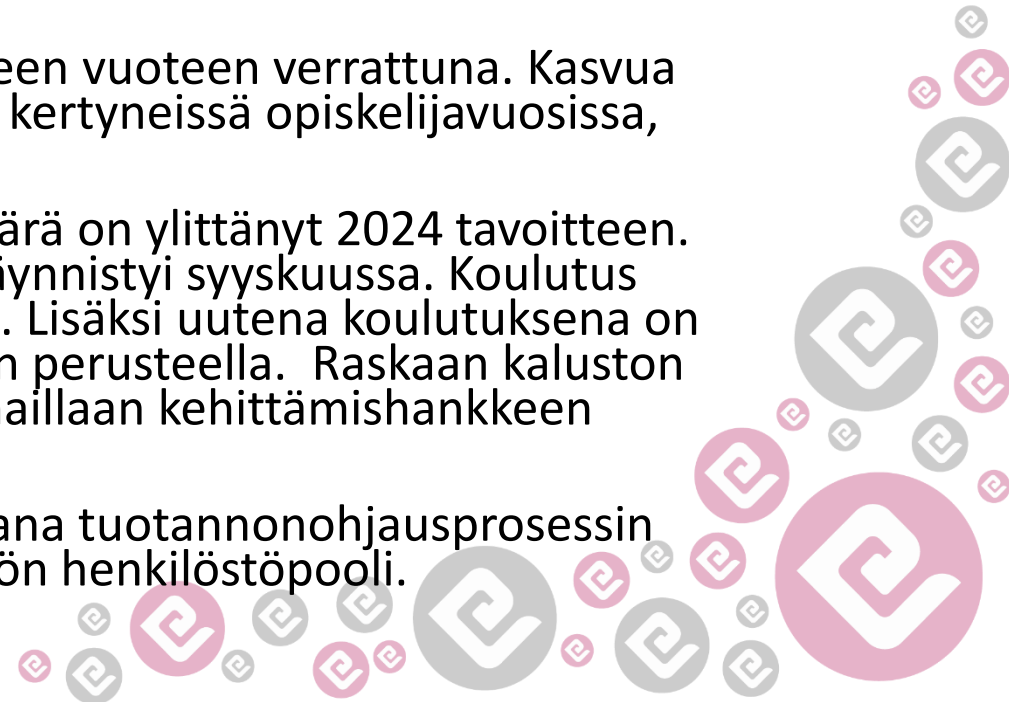 een vuoteen verrattuna. Kasvua
kertyneissä opiskelijavuosissa,
ärä on ylittänyt 2024 tavoitteen.
äynnistyi syyskuussa. Koulutus
. Lisäksi uutena koulutuksena on
n perusteella.  Raskaan kaluston
aillaan kehittämishankkeen
ana tuotannonohjausprosessin
ön henkilöstöpooli.